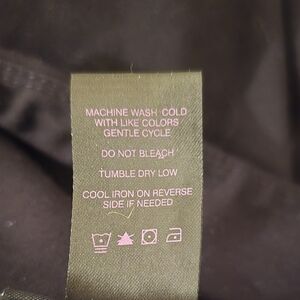 MACHINE WASH COLD
WITH LIKE COLORS
GENTLE CYCLE
DO NOT BLEACH
TUMBLE DRY LOW
COOL IRON ON REVERSE
SIDE IF NEEDED